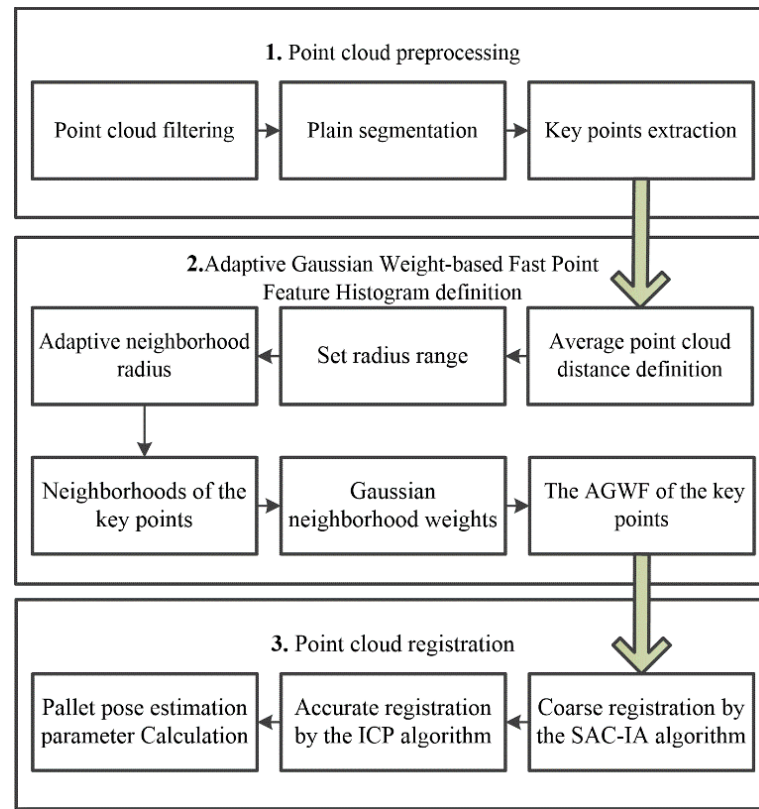 1. Point cloud preprocessing
Point cloud filtering
Plain segmentation
Key points extraction
2.Adaptive Gaussian Weight-based Fast Point
Feature Histogram definition
Adaptive neighborhood
radius
Set radius range
Average point cloud
distance definition
Neighborhoods of the
key points
Gaussian
neighborhood weights
The AGWF of the key
points
3. Point cloud registration
Pallet pose estimation
parameter Calculation
Accurate registration
by the ICP algorithm
Coarse registration by
the SAC-IA algorithm